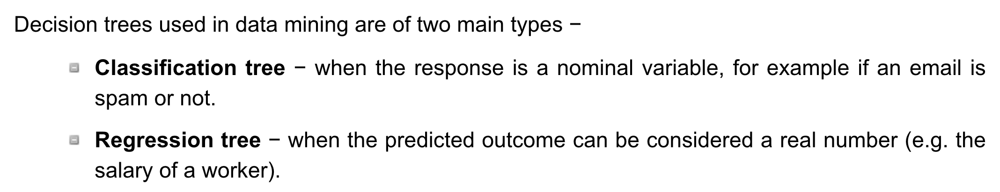 Decision trees used in data mining are of two main types −
Classification tree − when the response is a nominal variable, for example if an email is
spam or not.
Regression tree − when the predicted outcome can be considered a real number (e.g. the
salary of a worker).